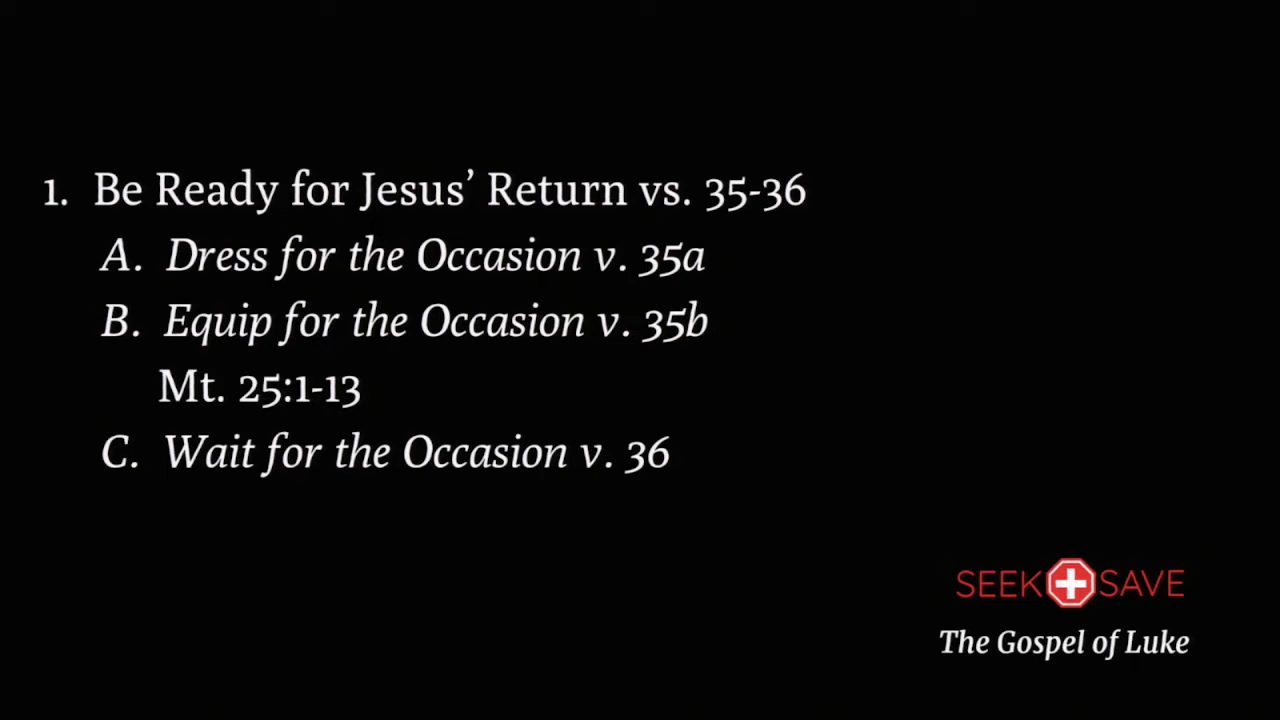 1. Be Ready for Jesus’ Return vs. 35-36
A. Dress for the Occasion v. 35a
B. Equip for the Occasion v. 35b
Mt. 25:1-13
C. Wait for the Occasion v. 36
SEEK SAVE
The Gospel of Luke